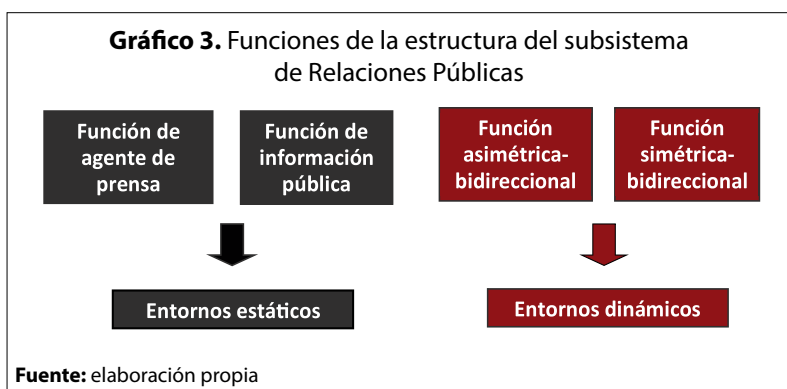 Gráfico 3. Funciones de la estructura del subsistema
de Relaciones Públicas
Función de
agente de
prensa
Función de
información
pública
Función
asimétrica-
bidireccional
Función
simétrica-
bidireccional
Entornos estáticos
Entornos dinámicos
Fuente: elaboración propia